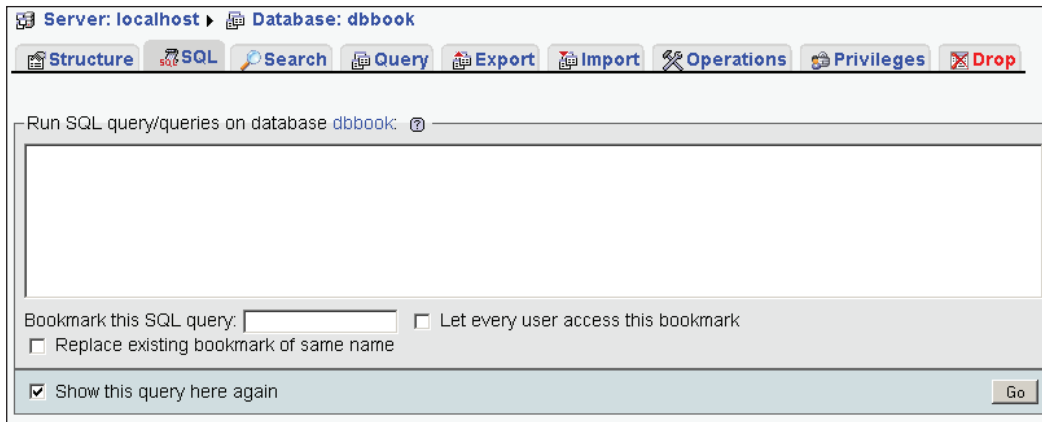 Server: localhost Database: dbbook
Structure SQL Search Query Export Import Operations Privileges Drop
Run SQL query/queries on database dbbook:
Bookmark this SQL query: Let every user access this bookmark
Replace existing bookmark of same name
Show this query here again Go